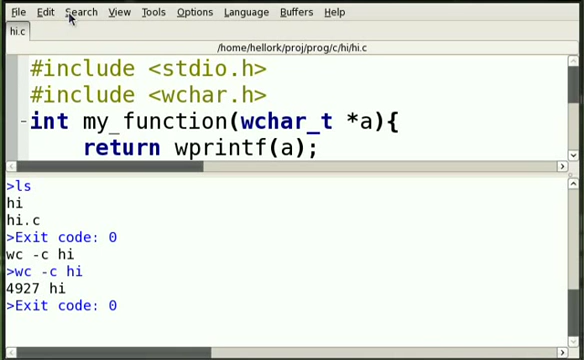 File Edit Search View Tools Options Language Buffers Help
hi.c
/home/hellork/proj/prog/c/hi/hi.c
#include <stdio.h>
#include <wchar.h>
int my_function(wchar_t *a){
return wprintf(a);
>ls
hi
hi.c
>Exit code: 0
wc -c hi
>wc -c hi
4927 hi
>Exit code: 0